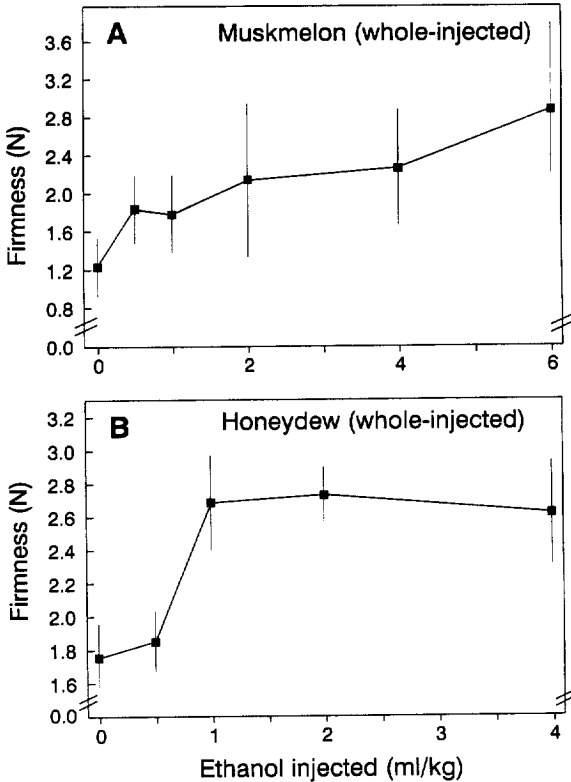 A Muskmelon (whole-injected)
3.6
3.2
2.8
2.4
2.0
1.6
1.2
0.8
0.0
Firmness (N)
0 2 4 6
B Honeydew (whole-injected)
3.2
3.0
2.8
2.6
2.4
2.2
2.0
1.8
1.6
0.0
Firmness (N)
0 1 2 3 4
Ethanol injected (ml/kg)